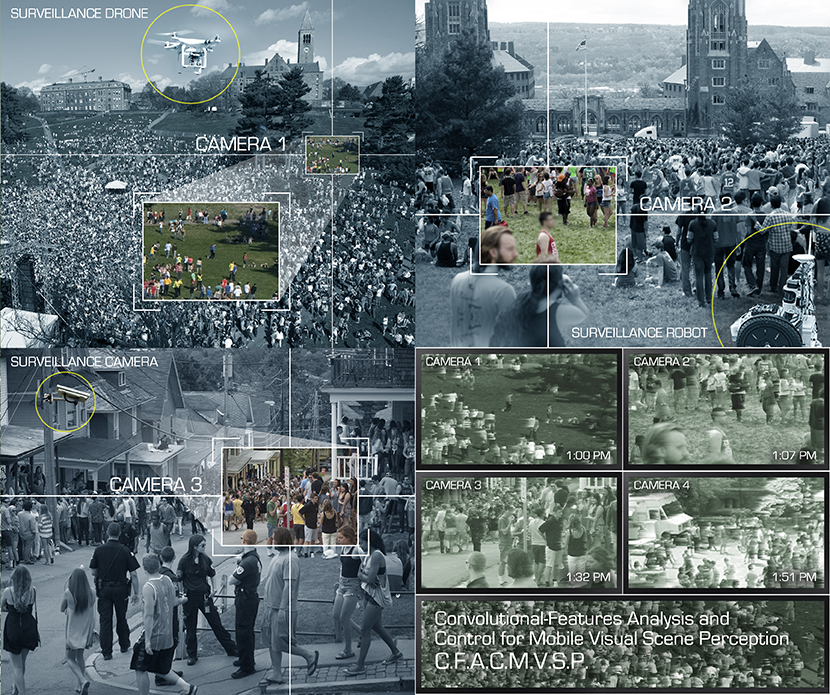 SURVEILLANCE DRONE
CAMERA 1
CAMERA 2
12
SURVEILLANCE ROBOT
SURVEILLANCE CAMERA
CAMERA 3
CAMERA 1
1:00 PM
CAMERA 2
1:07 PM
CAMERA 3
1:32 PM
CAMERA 4
1:51 PM
Convolutional-Features Analysis and
Control for Mobile Visual Scene Perception
C.F.A.C.M.V.S.P